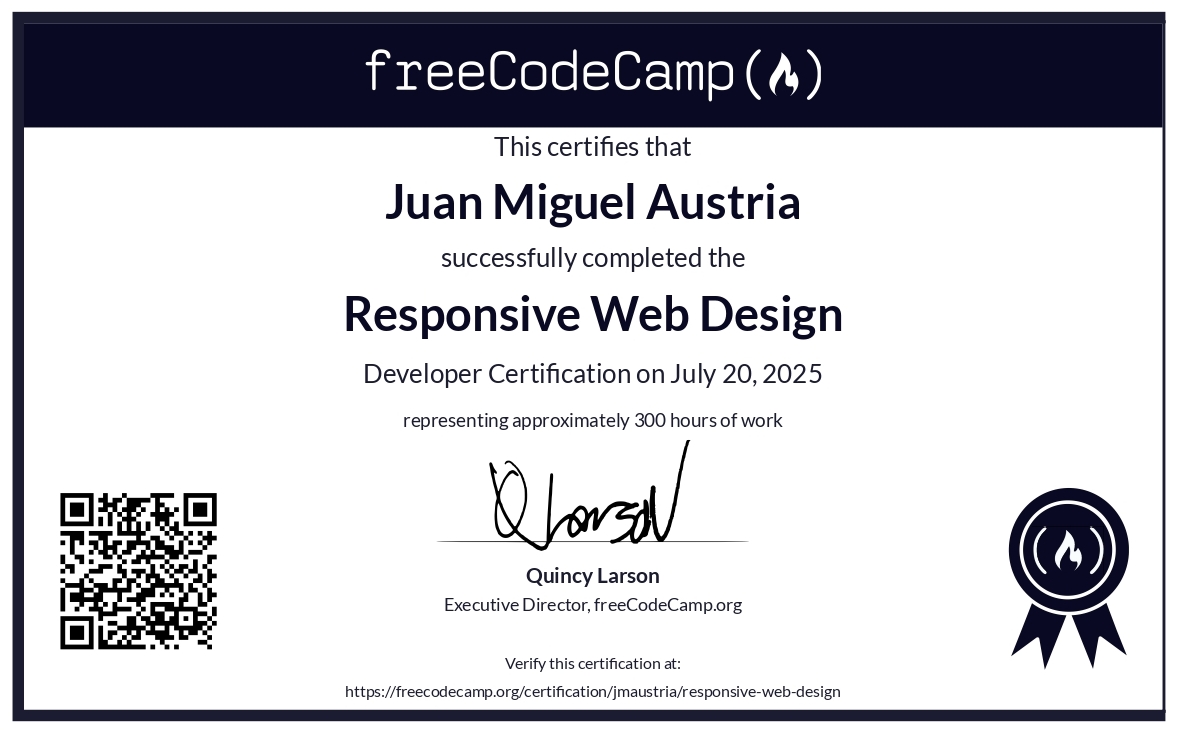 freeCodeCamp
This certifies that
Juan Miguel Austria
successfully completed the
Responsive Web Design
Developer Certification on July 20, 2025
representing approximately 300 hours of work
Q Larson
Quincy Larson
Executive Director, freeCodeCamp.org
Verify this certification at:
https://freecodecamp.org/certification/jmaustria/responsive-web-design